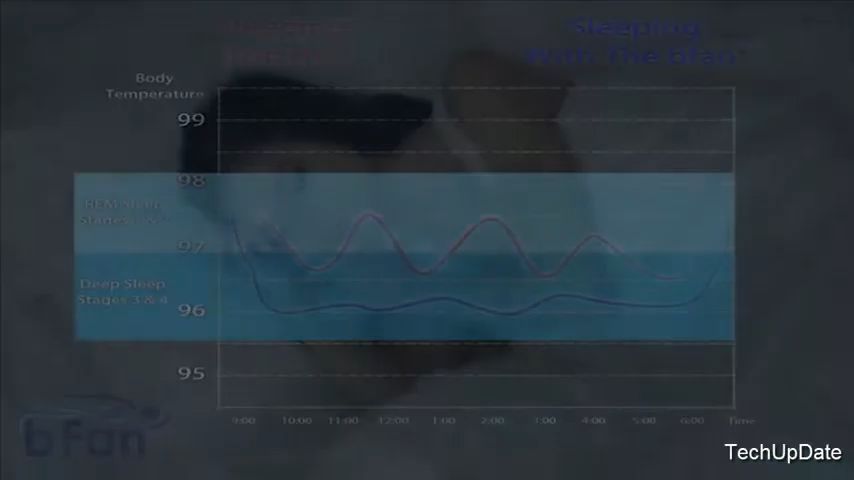 Sleeping
With The bfan
Body
Temperature
99
98
REM Sleep
97
Deep Sleep
Stages 3 & 4
96
95
9:00 10:00 11:00 12:00 1:00 2:00 3:00 4:00 5:00 6:00 Time
bfan
TechUpDate